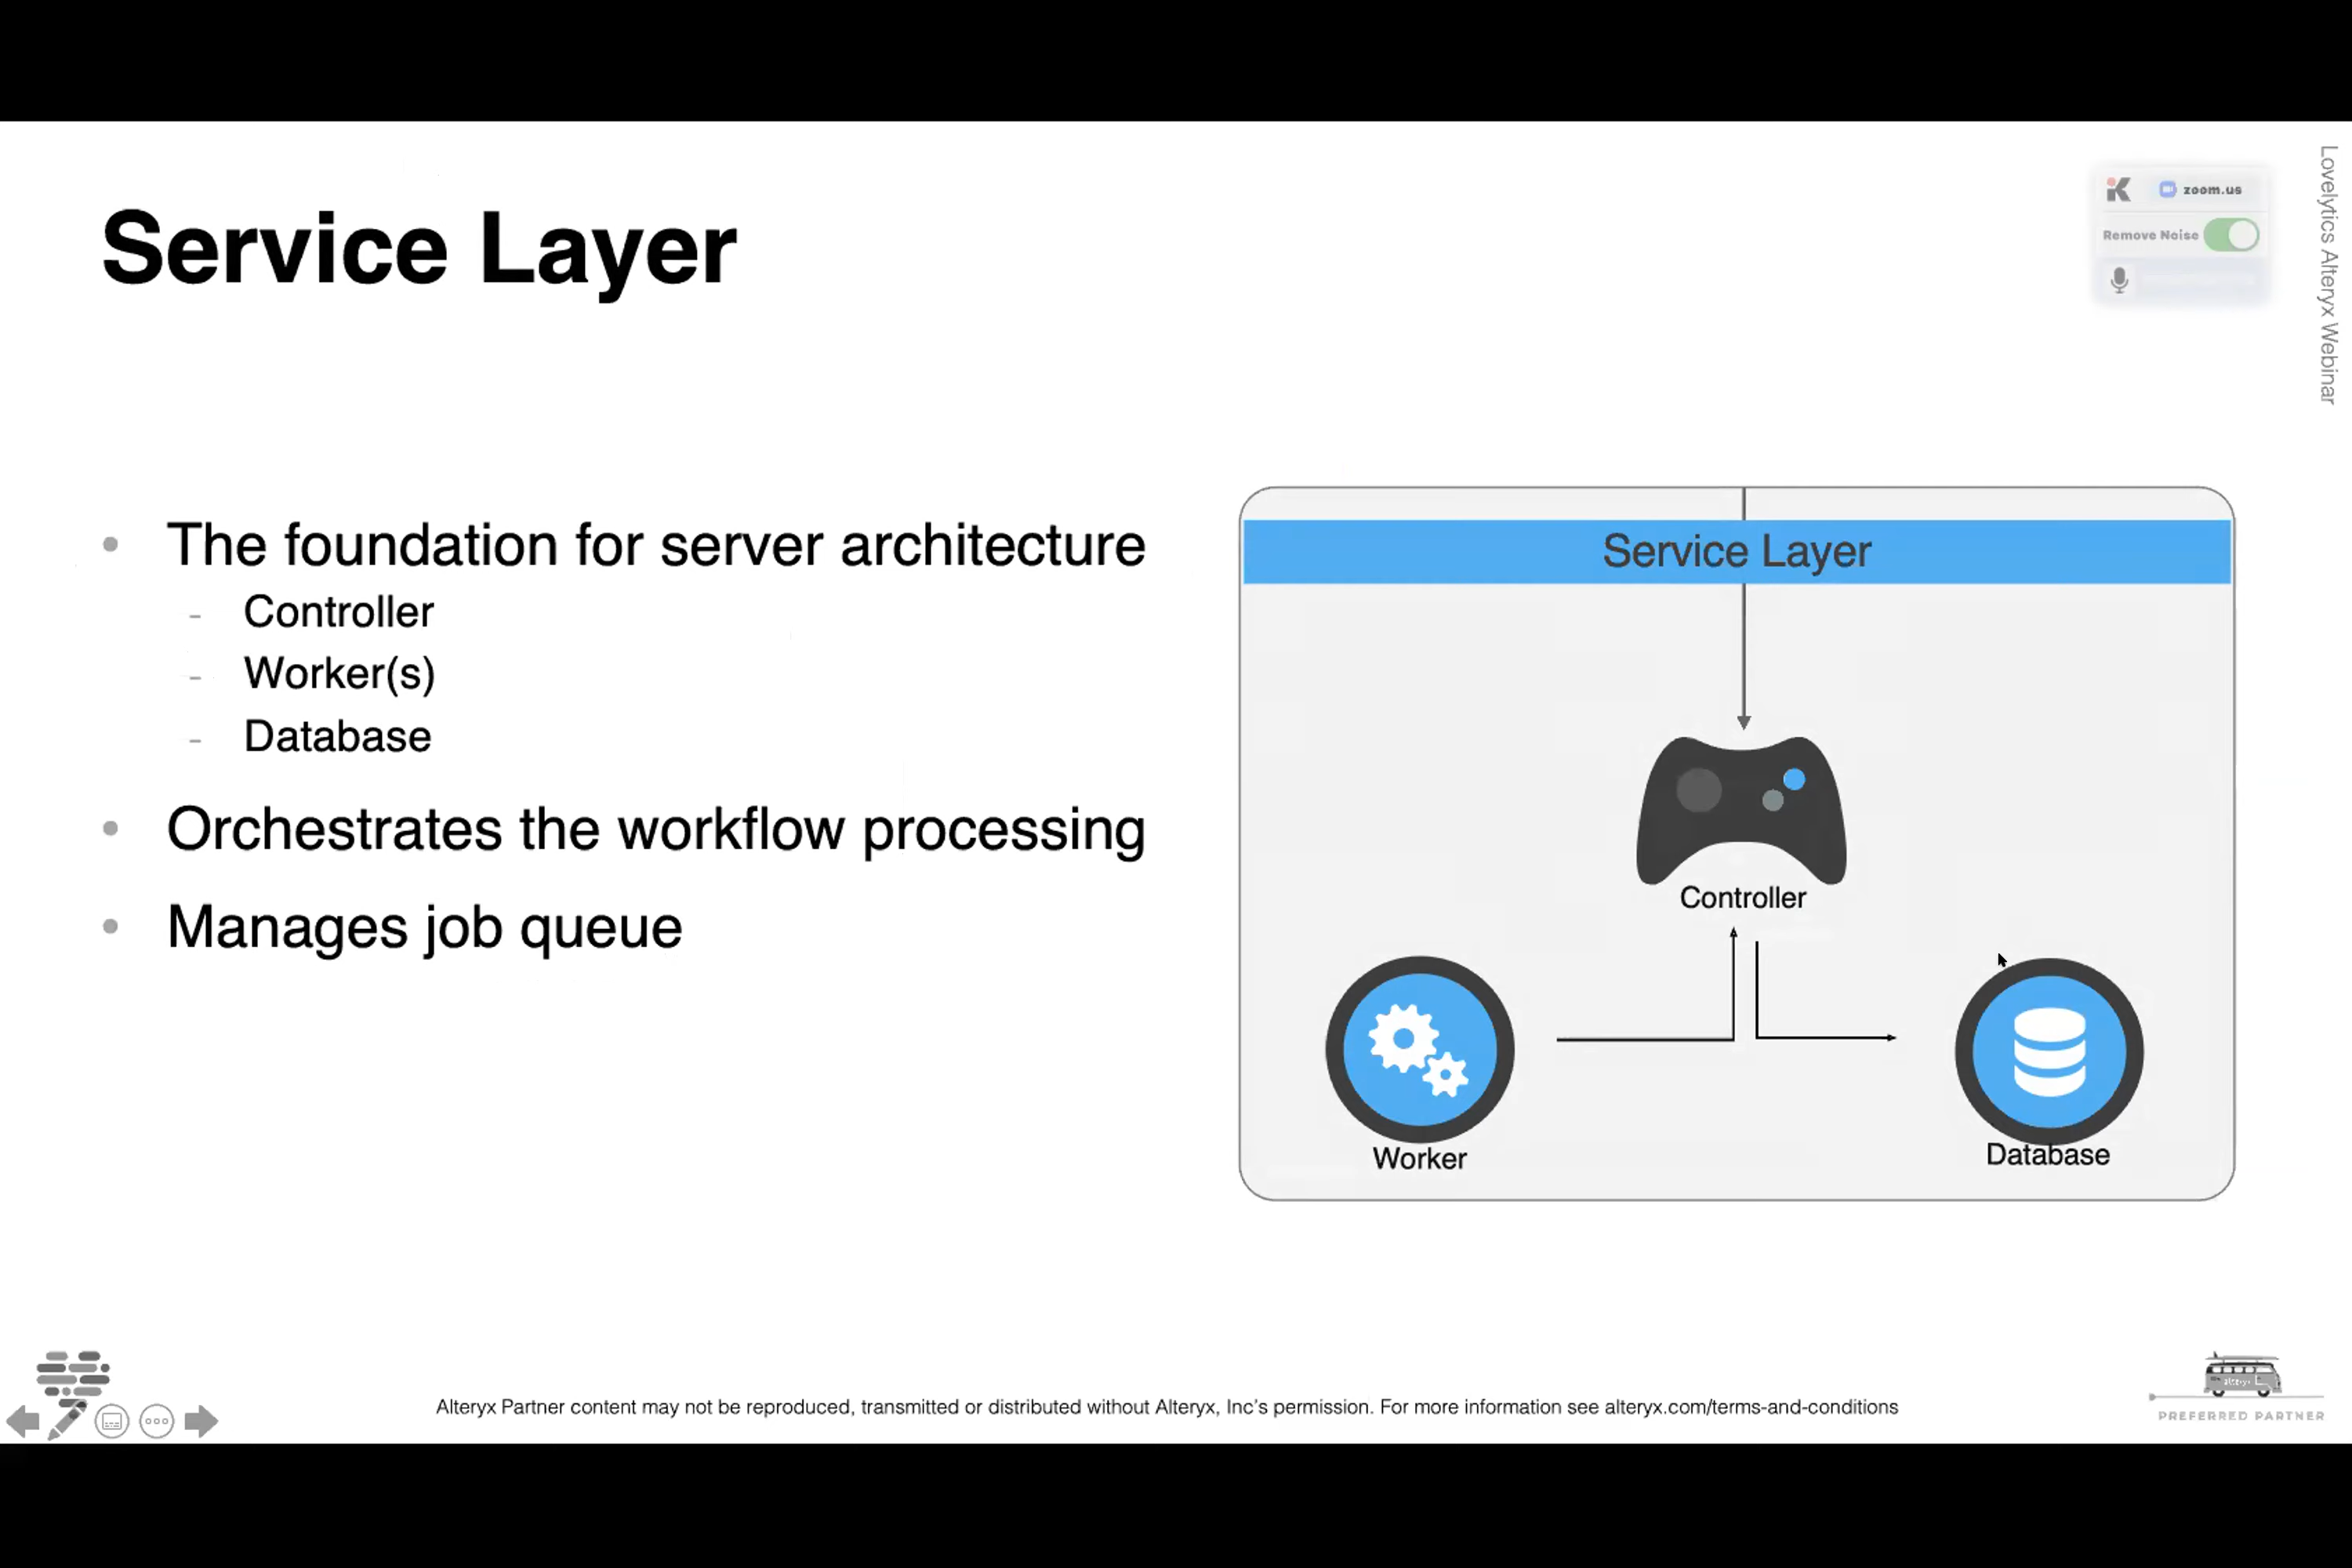 Service Layer
zoom.us
Remove Noise
Lovelytics Alteryx Webinar
• The foundation for server architecture
- Controller
- Worker(s)
- Database
• Orchestrates the workflow processing
• Manages job queue
Service Layer
Controller
Worker
Database
Alteryx Partner content may not be reproduced, transmitted or distributed without Alteryx, Inc's permission. For more information see alteryx.com/terms-and-conditions
alteryx
PREFERRED PARTNER